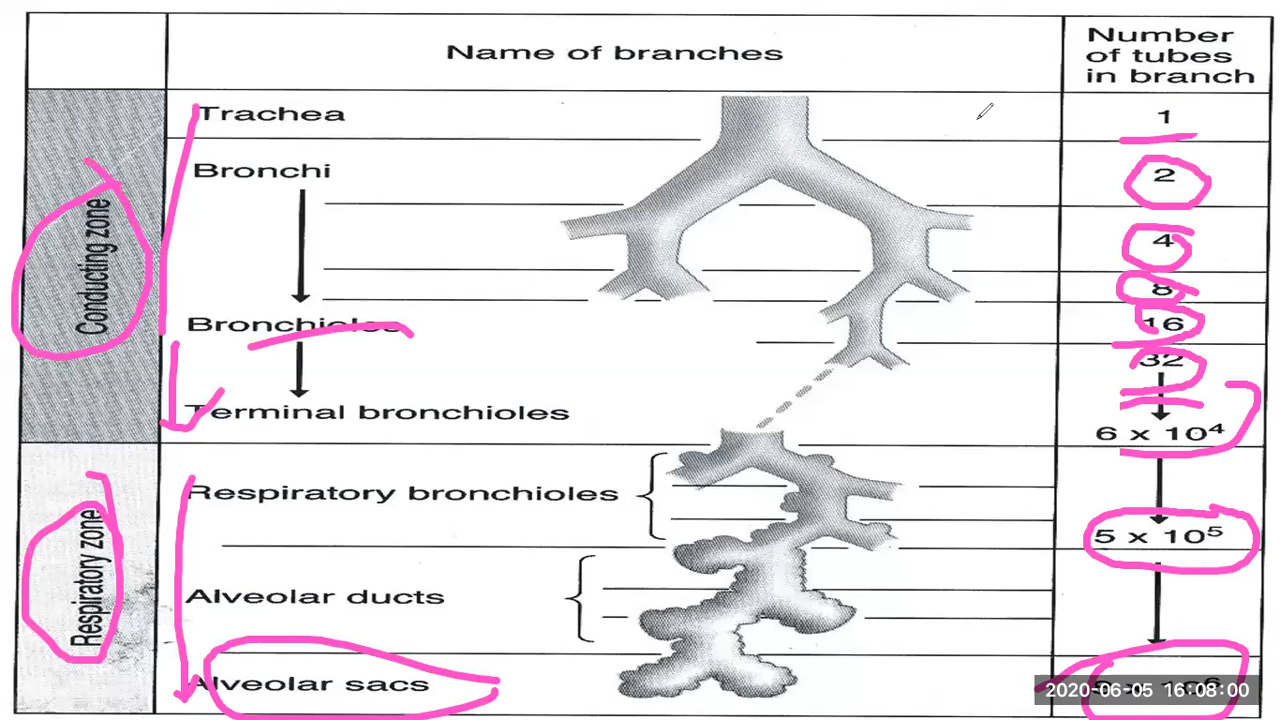 Name of branches
Number
of tubes
in branch
Conducting zone
Trachea
1
Bronchi
2
4
8
Bronchioles
16
32
Terminal bronchioles
6 x 10⁴
Respiratory zone
Respiratory bronchioles
5 x 10⁵
Alveolar ducts
Alveolar sacs
2020-06-05 16:08:00